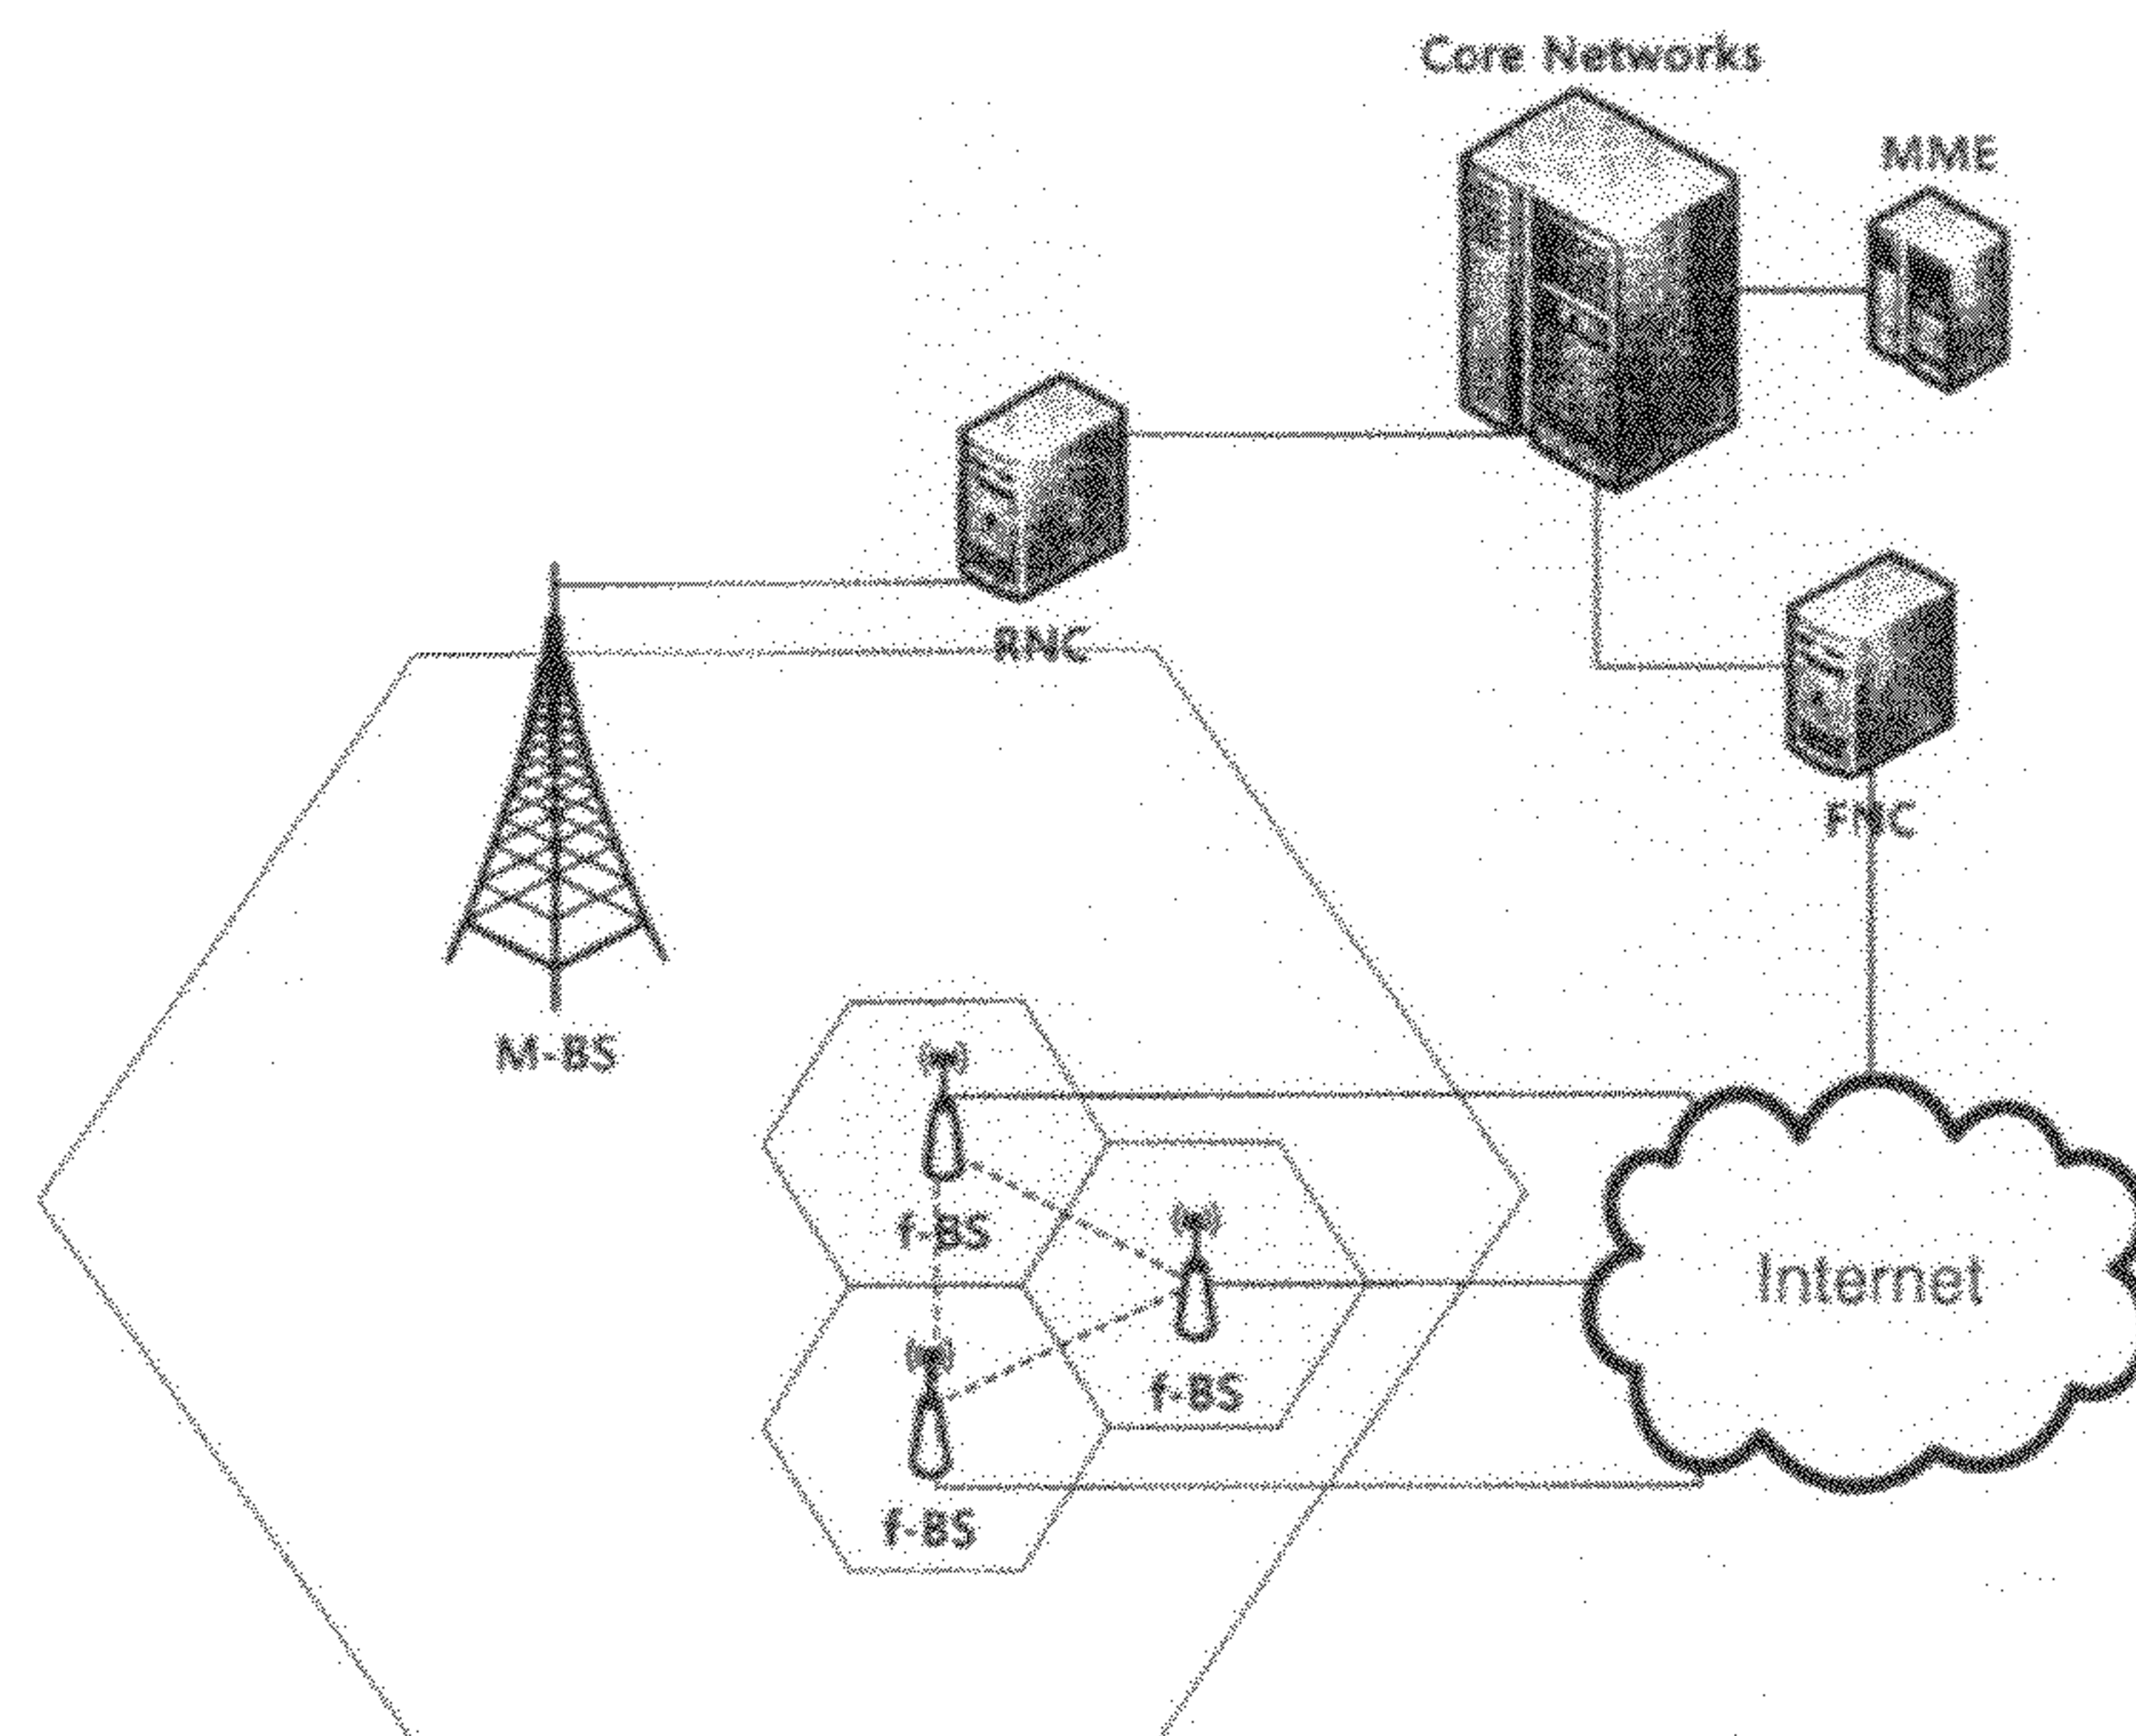 Core Networks
MME
RNC
FNC
M-BS
f-BS
f-BS
Internet
f-BS